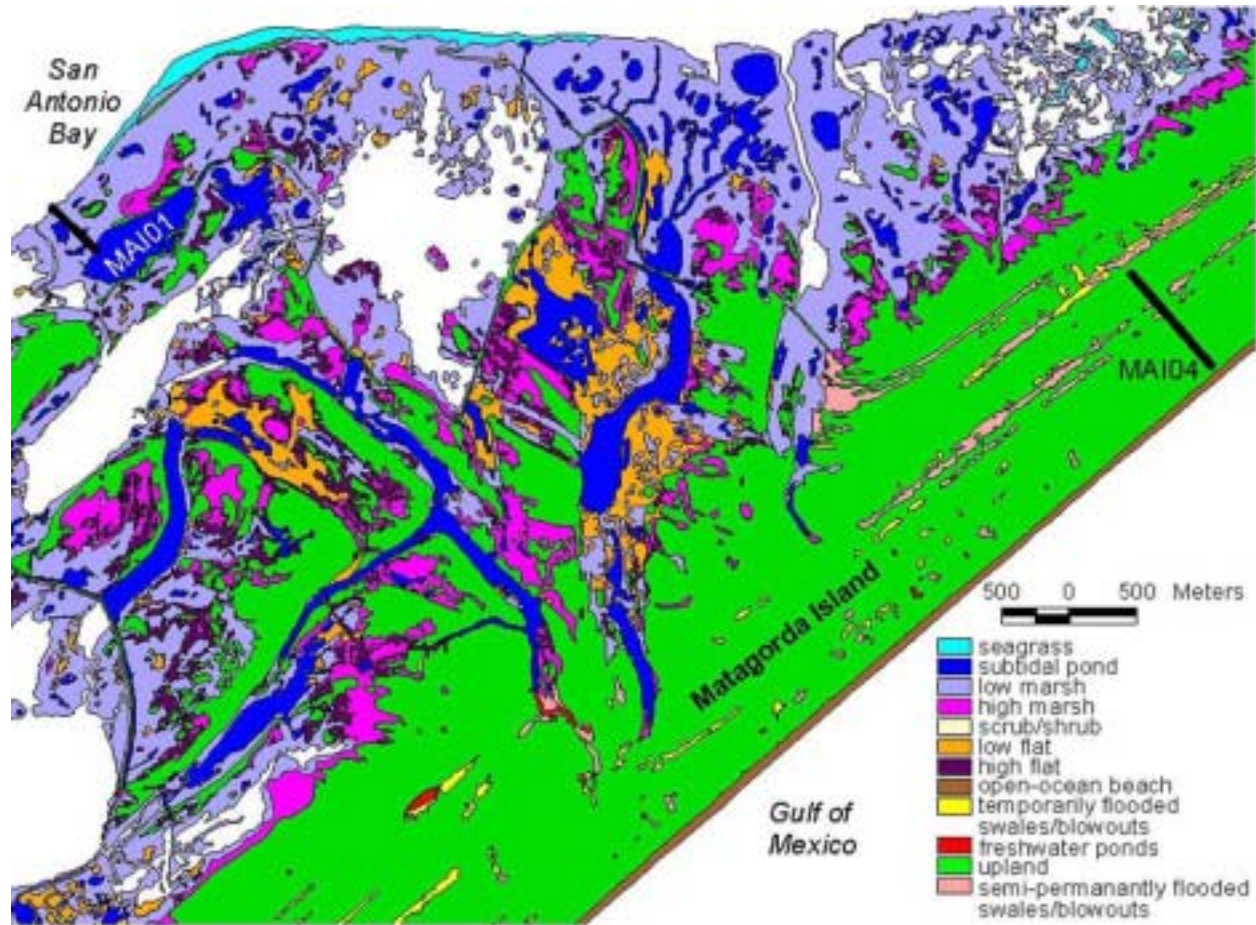 San
Antonio
Bay
MAI01
MAI04
Matagorda Island
Gulf of
Mexico
500 0 500 Meters
seagrass
subtidal pond
low marsh
high marsh
scrub/shrub
low flat
high flat
open-ocean beach
temporarily flooded
swales/blowouts
freshwater ponds
upland
semi-permanantly flooded
swales/blowouts